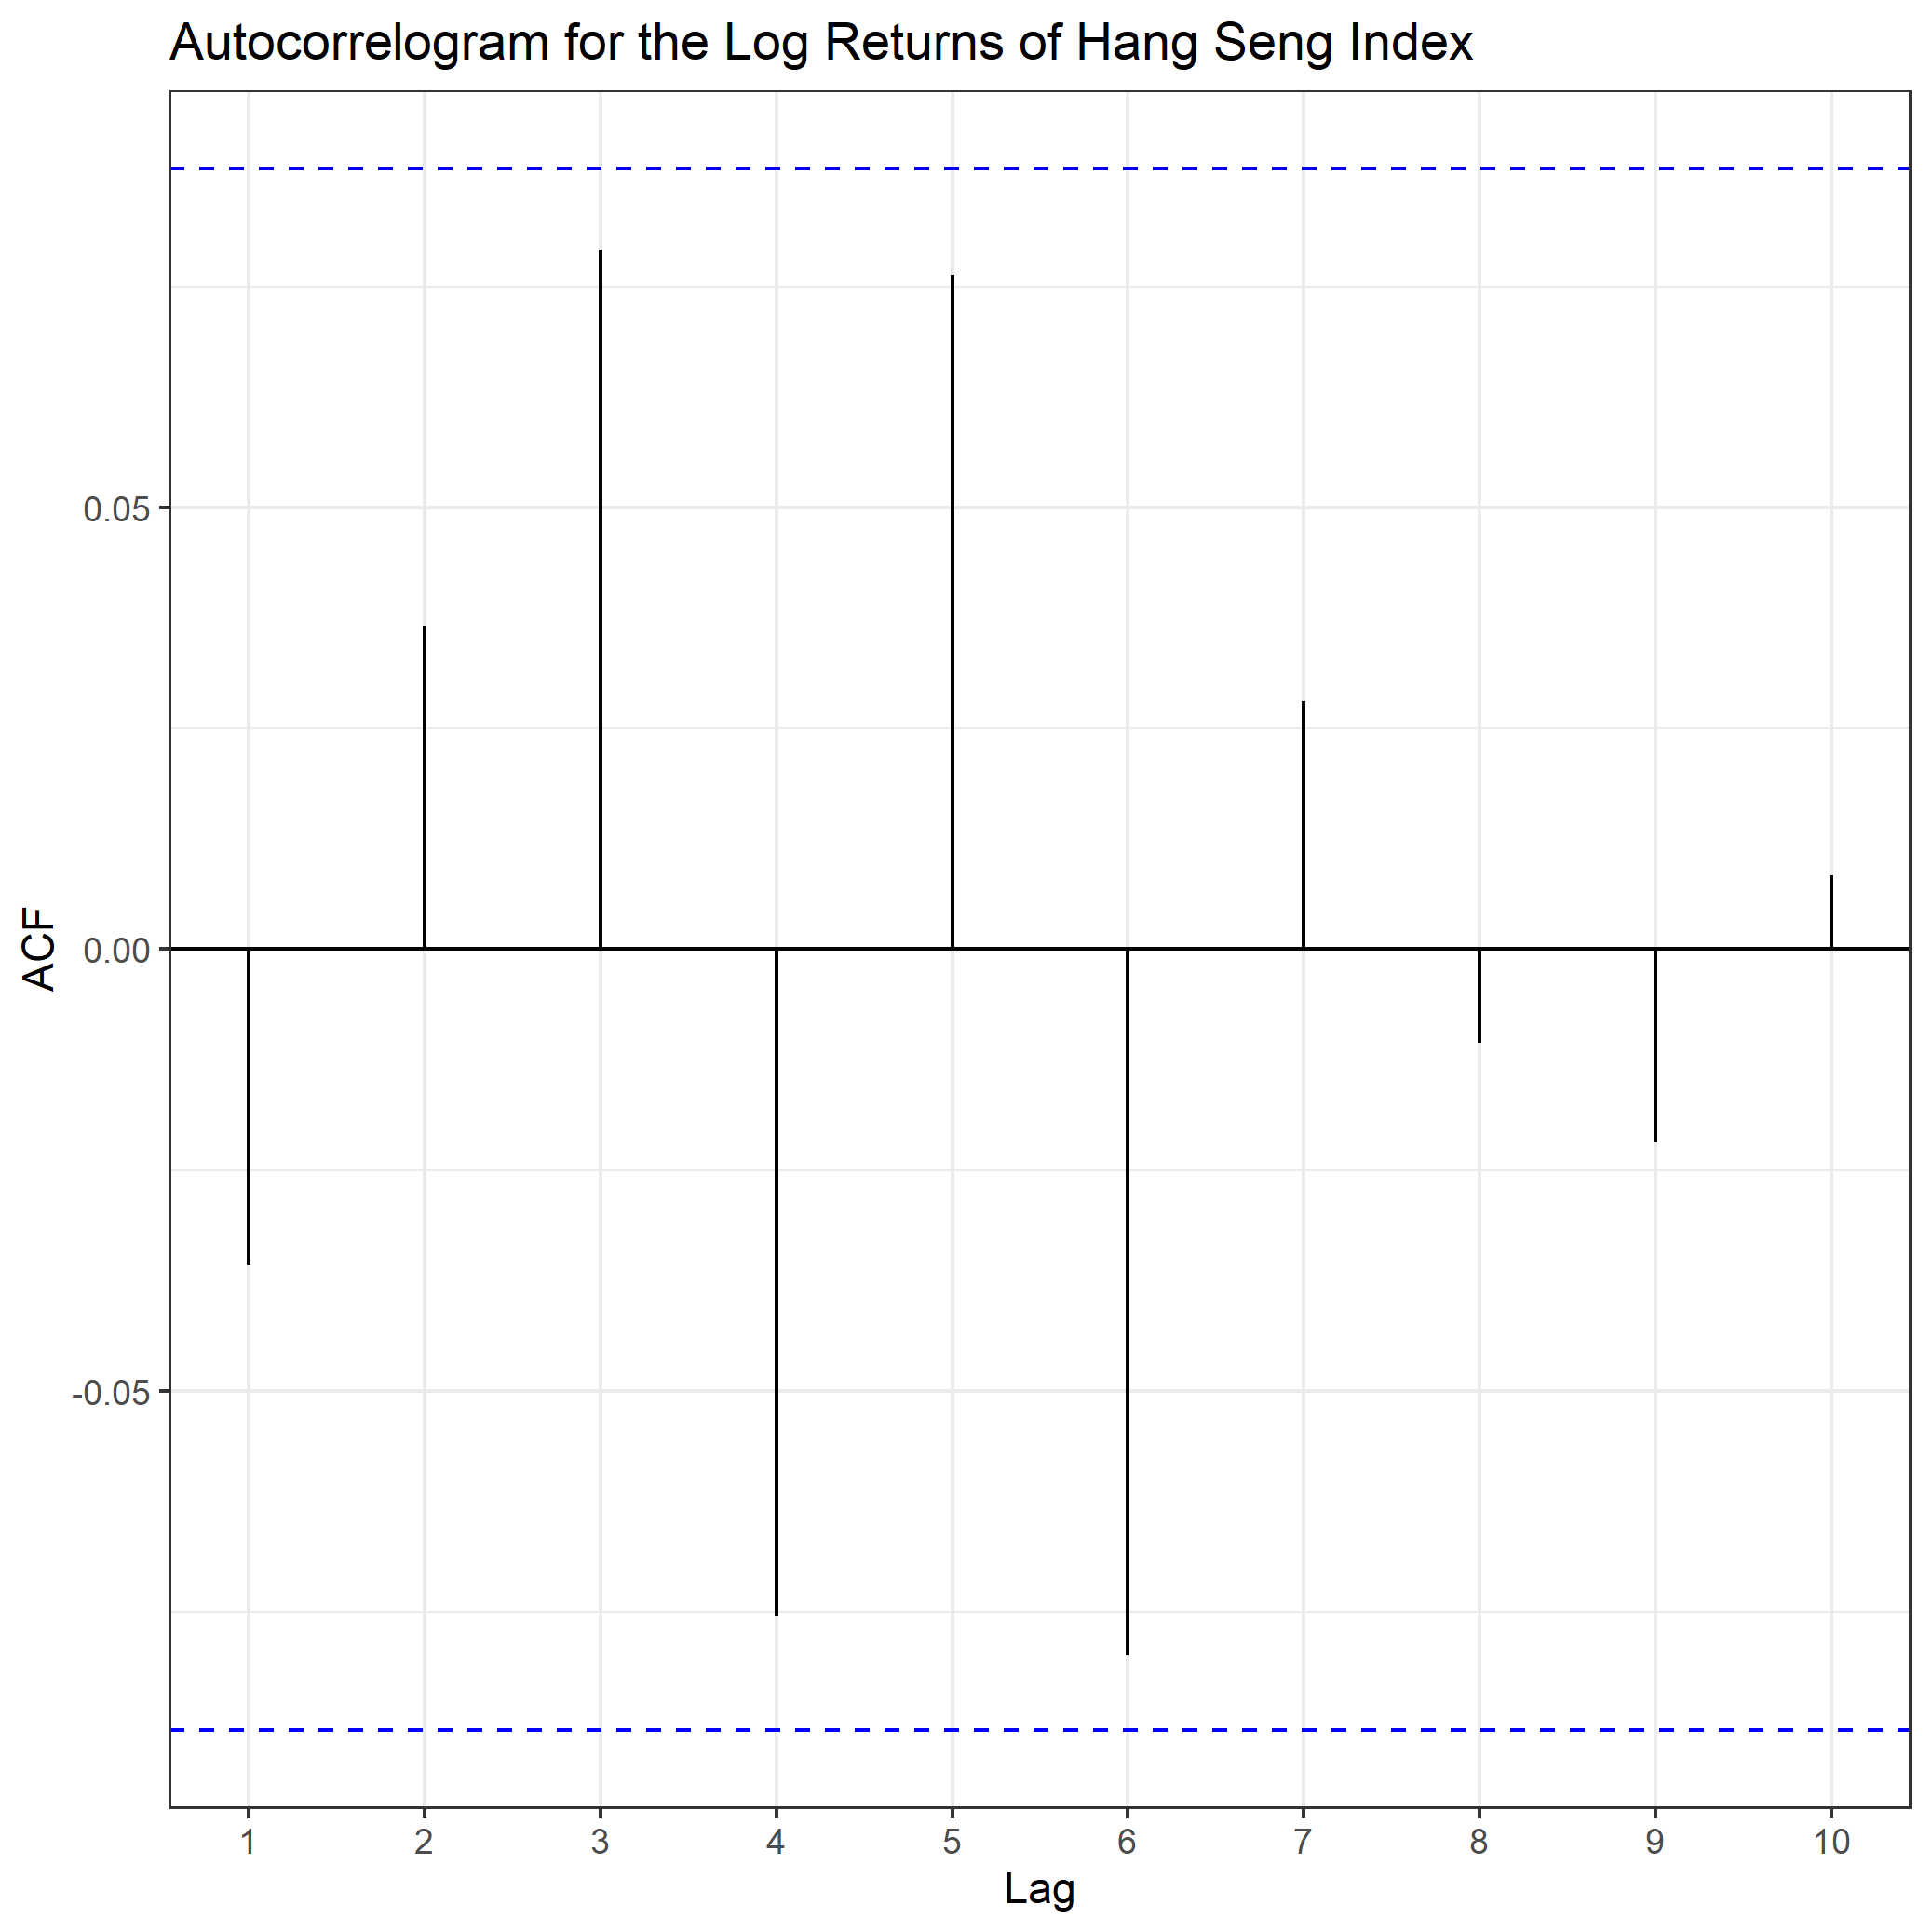 Autocorrelogram for the Log Returns of Hang Seng Index
0.05
0.00
-0.05
ACF
1 2 3 4 5 6 7 8 9 10
Lag